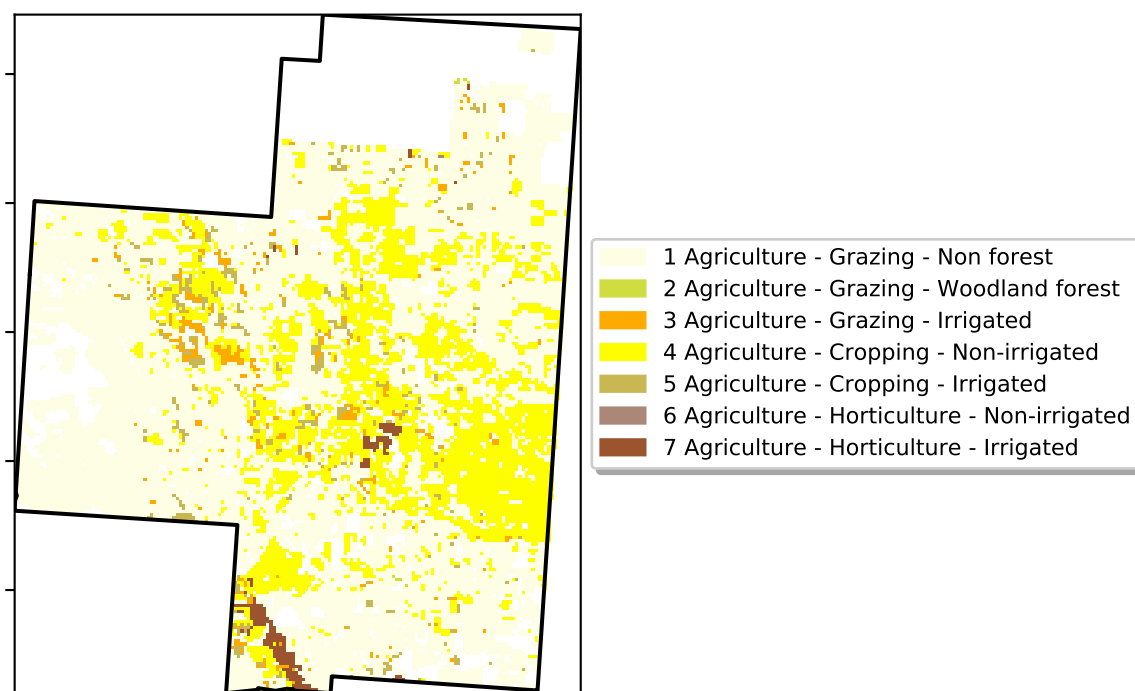 1 Agriculture - Grazing - Non forest
2 Agriculture - Grazing - Woodland forest
3 Agriculture - Grazing - Irrigated
4 Agriculture - Cropping - Non-irrigated
5 Agriculture - Cropping - Irrigated
6 Agriculture - Horticulture - Non-irrigated
7 Agriculture - Horticulture - Irrigated